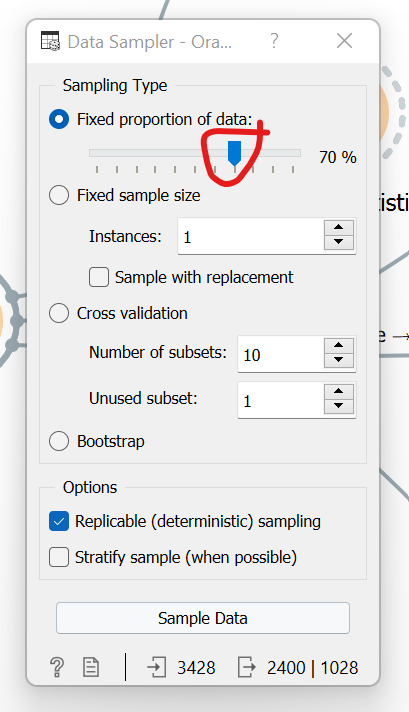 Data Sampler - Ora... ?
Sampling Type
Fixed proportion of data:
70 %
Fixed sample size
Instances: 1
Sample with replacement
Cross validation
Number of subsets: 10
Unused subset: 1
Bootstrap
Options
Replicable (deterministic) sampling
Stratify sample (when possible)
Sample Data
? 3428 2400 | 1028
isti
e →